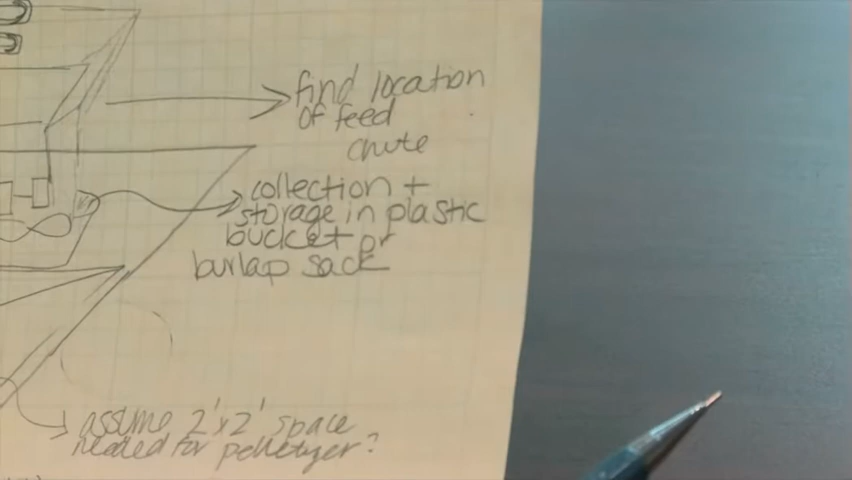 find location
of feed
chute
collection +
storage in plastic
bucket or
burlap sack
assume 2'x2' space
needed for pelletizer?